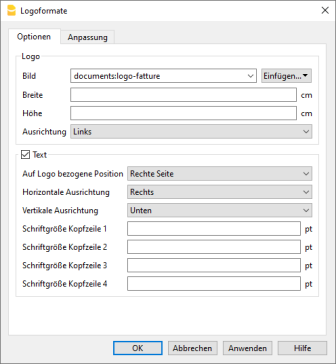 Logoformate
Optionen Anpassung
Logo
Bild documents:logo-fatture Einfügen...
Breite cm
Höhe cm
Ausrichtung Links
Text
Auf Logo bezogene Position Rechte Seite
Horizontale Ausrichtung Rechts
Vertikale Ausrichtung Unten
Schriftgröße Kopfzeile 1 pt
Schriftgröße Kopfzeile 2 pt
Schriftgröße Kopfzeile 3 pt
Schriftgröße Kopfzeile 4 pt
OK Abbrechen Anwenden Hilfe